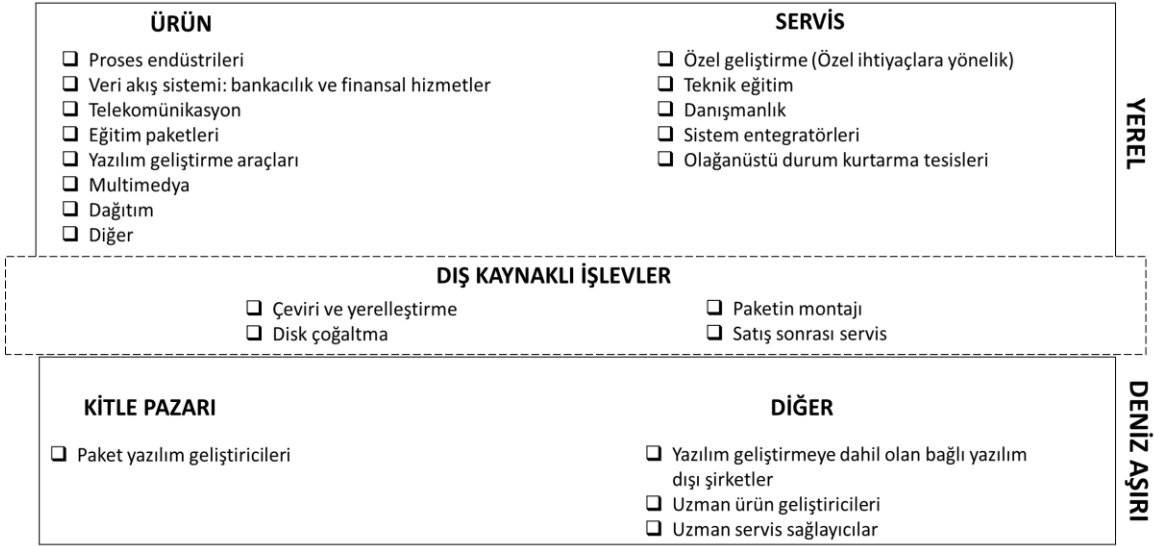 ÜRÜN
❑ Proses endüstrileri
❑ Veri akış sistemi: bankacılık ve finansal hizmetler
❑ Telekomünikasyon
❑ Eğitim paketleri
❑ Yazılım geliştirme araçları
❑ Multimedya
❑ Dağıtım
❑ Diğer
SERVİS
❑ Özel geliştirme (Özel ihtiyaçlara yönelik)
❑ Teknik eğitim
❑ Danışmanlık
❑ Sistem entegratörleri
❑ Olağanüstü durum kurtarma tesisleri
YEREL
DIŞ KAYNAKLI İŞLEVLER
❑ Çeviri ve yerelleştirme
❑ Disk çoğaltma
❑ Paketin montajı
❑ Satış sonrası servis
KİTLE PAZARI
❑ Paket yazılım geliştiricileri
DİĞER
❑ Yazılım geliştirmeye dahil olan bağlı yazılım
dışı şirketler
❑ Uzman ürün geliştiricileri
❑ Uzman servis sağlayıcılar
DENİZ AŞIRI